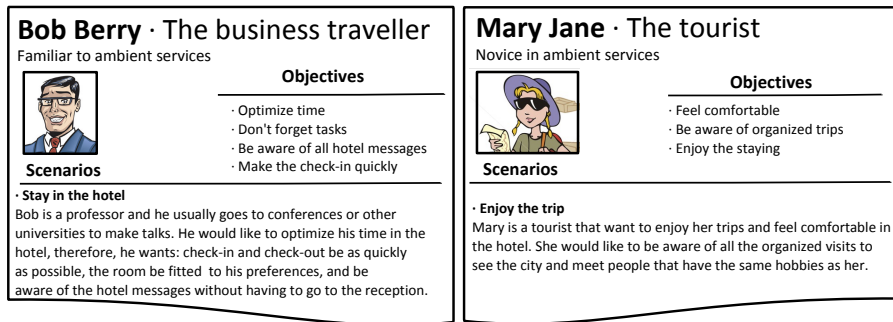 Bob Berry · The business traveller
Familiar to ambient services
Objectives
· Optimize time
· Don't forget tasks
· Be aware of all hotel messages
· Make the check-in quickly
Scenarios
· Stay in the hotel
Bob is a professor and he usually goes to conferences or other
universities to make talks. He would like to optimize his time in the
hotel, therefore, he wants: check-in and check-out be as quickly
as possible, the room be fitted to his preferences, and be
aware of the hotel messages without having to go to the reception.
Mary Jane · The tourist
Novice in ambient services
Objectives
· Feel comfortable
· Be aware of organized trips
· Enjoy the staying
Scenarios
· Enjoy the trip
Mary is a tourist that want to enjoy her trips and feel comfortable in
the hotel. She would like to be aware of all the organized visits to
see the city and meet people that have the same hobbies as her.